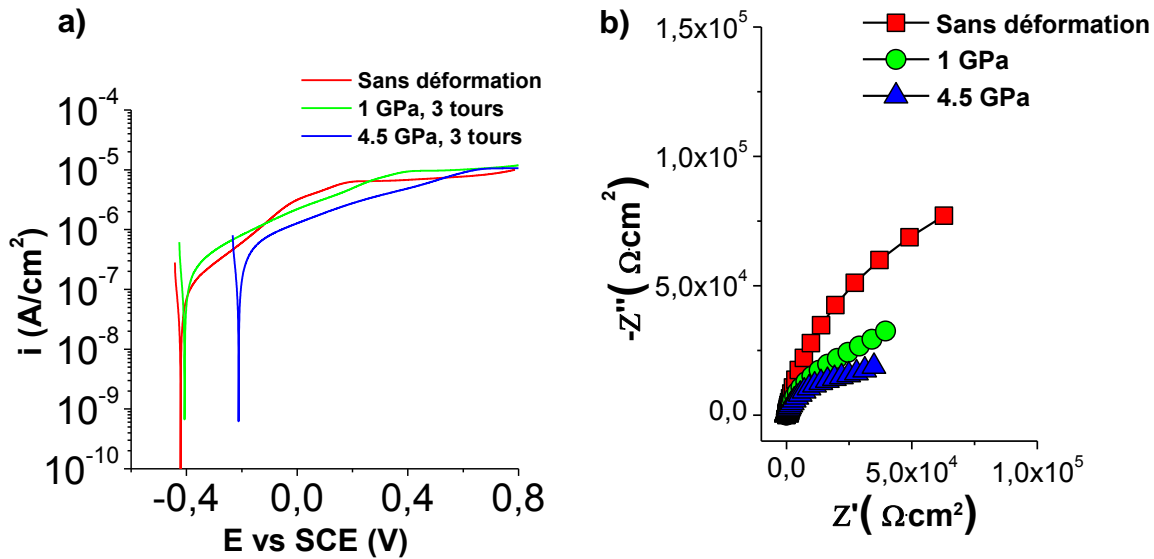 a)
Sans déformation
1 GPa, 3 tours
4.5 GPa, 3 tours
10⁻⁴
10⁻⁵
10⁻⁶
10⁻⁷
10⁻⁸
10⁻⁹
10⁻¹⁰
i (A/cm²)
-0,4 0,0 0,4 0,8
E vs SCE (V)
b)
Sans déformation
1 GPa
4.5 GPa
1,5x10⁵
1,0x10⁵
5,0x10⁴
0,0
-Z''( Ω·cm²)
0,0 5,0x10⁴ 1,0x10⁵
Z'( Ω·cm²)